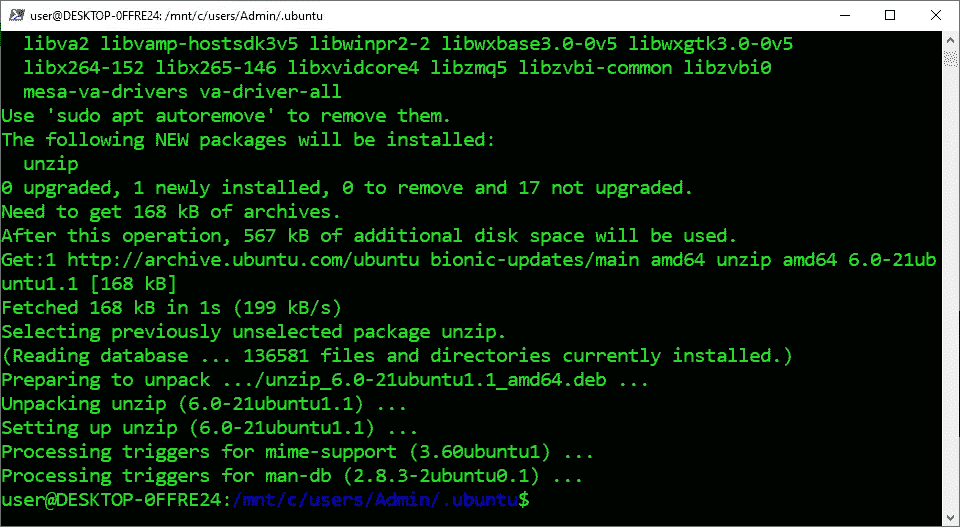 user@DESKTOP-0FFRE24: /mnt/c/users/Admin/.ubuntu
libva2 libvamp-hostsdk3v5 libwinpr2-2 libwxbase3.0-0v5 libwxgtk3.0-0v5
libx264-152 libx265-146 libxvidcore4 libzmq5 libzvbi-common libzvbi0
mesa-va-drivers va-driver-all
Use 'sudo apt autoremove' to remove them.
The following NEW packages will be installed:
unzip
0 upgraded, 1 newly installed, 0 to remove and 17 not upgraded.
Need to get 168 kB of archives.
After this operation, 567 kB of additional disk space will be used.
Get:1 http://archive.ubuntu.com/ubuntu bionic-updates/main amd64 unzip amd64 6.0-21ub
untu1.1 [168 kB]
Fetched 168 kB in 1s (199 kB/s)
Selecting previously unselected package unzip.
(Reading database ... 136581 files and directories currently installed.)
Preparing to unpack .../unzip_6.0-21ubuntu1.1_amd64.deb ...
Unpacking unzip (6.0-21ubuntu1.1) ...
Setting up unzip (6.0-21ubuntu1.1) ...
Processing triggers for mime-support (3.60ubuntu1) ...
Processing triggers for man-db (2.8.3-2ubuntu0.1) ...
user@DESKTOP-0FFRE24:/mnt/c/users/Admin/.ubuntu$